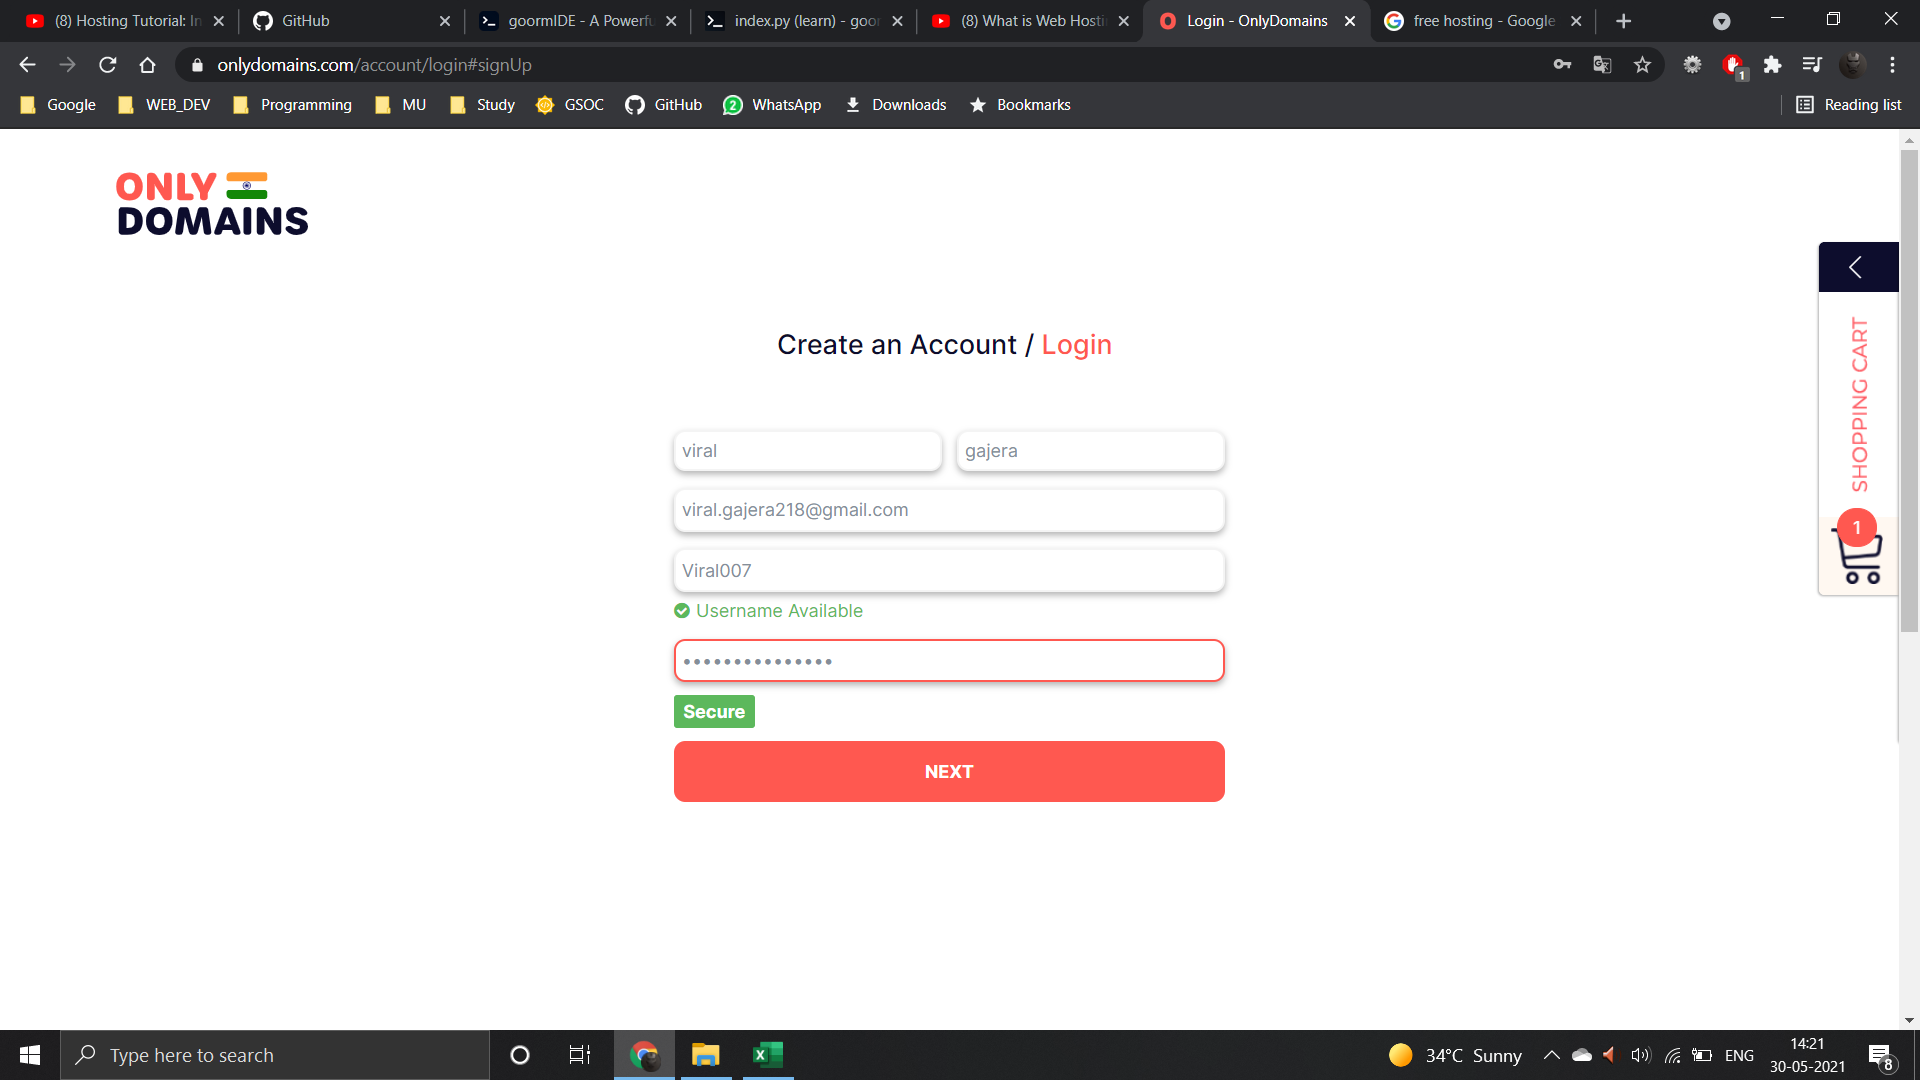 (8) Hosting Tutorial: In
GitHub
goormIDE - A Powerfu
index.py (learn) - goor
(8) What is Web Hosti
Login - OnlyDomains
free hosting - Google
onlydomains.com/account/login#signUp
1
Google
WEB_DEV
Programming
MU
Study
GSOC
GitHub
2
WhatsApp
Downloads
Bookmarks
Reading list
ONLY
DOMAINS
SHOPPING CART
1
Create an Account / Login
viral
gajera
viral.gajera218@gmail.com
Viral007
Username Available
Secure
NEXT
Type here to search
34°C Sunny
ENG
14:21
30-05-2021
8